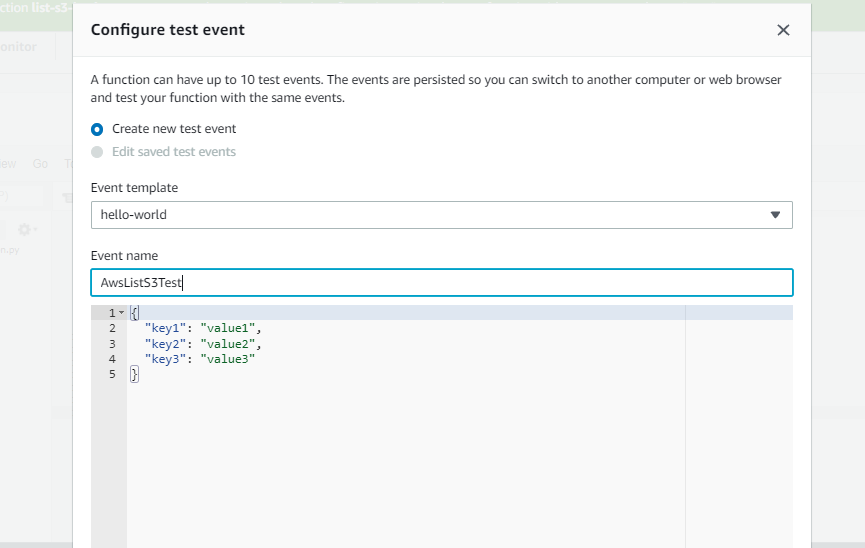 ction list-s3-
Configure test event
onitor
A function can have up to 10 test events. The events are persisted so you can switch to another computer or web browser
and test your function with the same events.
Create new test event
Edit saved test events
ew Go T
Event template
hello-world
n.py
Event name
AwsListS3Test
1 {
2 "key1": "value1",
3 "key2": "value2",
4 "key3": "value3"
5 }